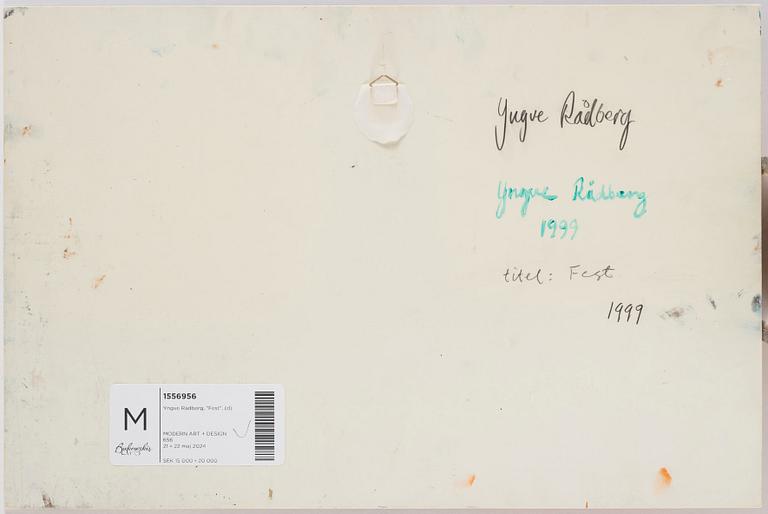 Yngve Rådberg
Yngve Rådberg
1999
titel: Fest
1999
M
Bukowskis
1556956
Yngve Rådberg, "Fest". (d)
MODERN ART + DESIGN
656
21 – 22 maj 2024
SEK 15 000 - 20 000